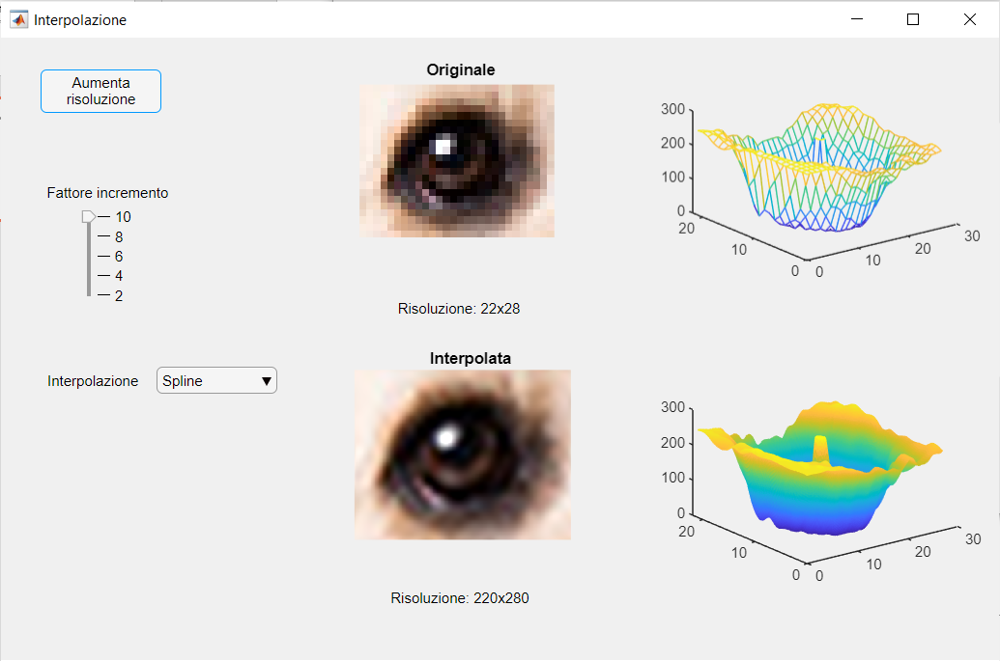 Interpolazione
Aumenta
risoluzione
Fattore incremento
10
8
6
4
2
Originale
Risoluzione: 22x28
300
200
100
0
20
10
0
0
10
20
30
Interpolazione
Spline
Interpolata
Risoluzione: 220x280
300
200
100
0
20
10
0
0
10
20
30